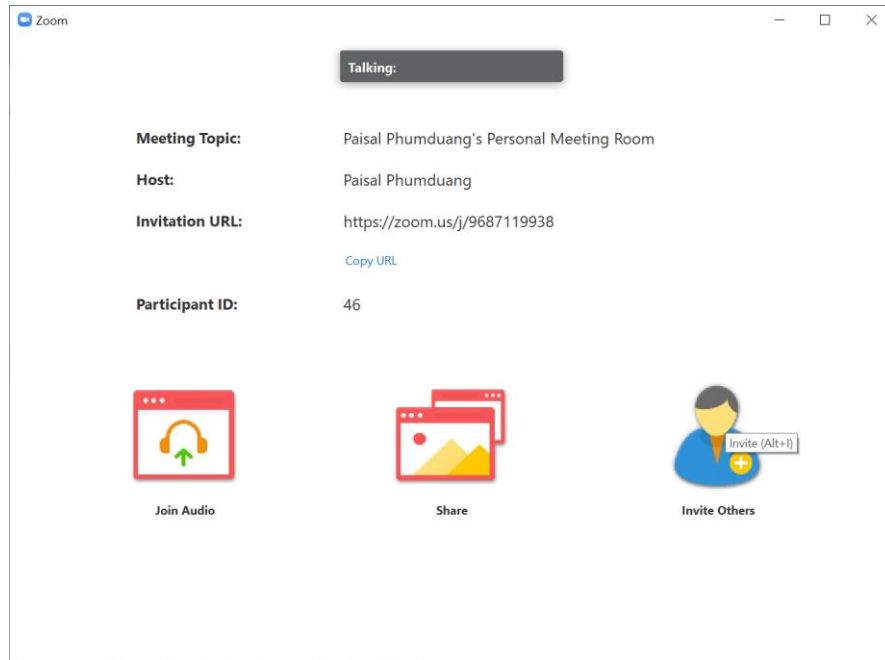 Zoom
Talking:
Meeting Topic: Paisal Phumduang's Personal Meeting Room
Host: Paisal Phumduang
Invitation URL: https://zoom.us/j/9687119938
Copy URL
Participant ID: 46
Invite (Alt+I)
Join Audio Share Invite Others